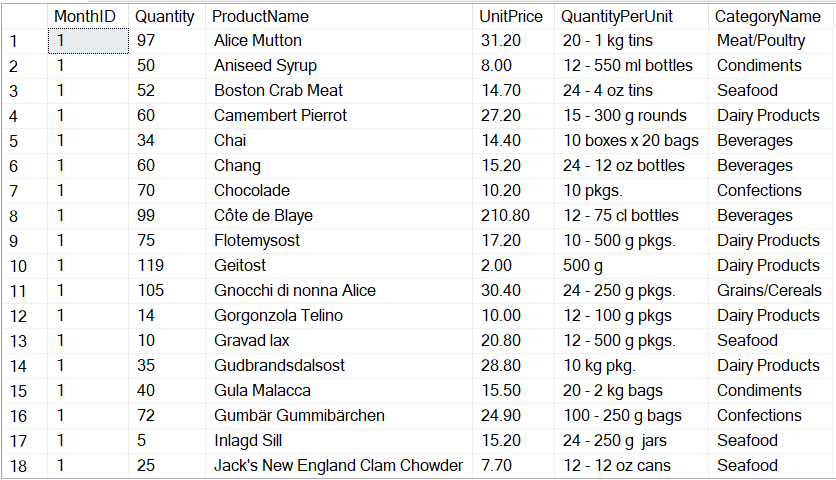 MonthID Quantity ProductName UnitPrice QuantityPerUnit CategoryName
1 1 97 Alice Mutton 31.20 20 - 1 kg tins Meat/Poultry
2 1 50 Aniseed Syrup 8.00 12 - 550 ml bottles Condiments
3 1 52 Boston Crab Meat 14.70 24 - 4 oz tins Seafood
4 1 60 Camembert Pierrot 27.20 15 - 300 g rounds Dairy Products
5 1 34 Chai 14.40 10 boxes x 20 bags Beverages
6 1 60 Chang 15.20 24 - 12 oz bottles Beverages
7 1 70 Chocolade 10.20 10 pkgs. Confections
8 1 99 Côte de Blaye 210.80 12 - 75 cl bottles Beverages
9 1 75 Flotemysost 17.20 10 - 500 g pkgs. Dairy Products
10 1 119 Geitost 2.00 500 g Dairy Products
11 1 105 Gnocchi di nonna Alice 30.40 24 - 250 g pkgs. Grains/Cereals
12 1 14 Gorgonzola Telino 10.00 12 - 100 g pkgs Dairy Products
13 1 10 Gravad lax 20.80 12 - 500 g pkgs. Seafood
14 1 35 Gudbrandsdalsost 28.80 10 kg pkg. Dairy Products
15 1 40 Gula Malacca 15.50 20 - 2 kg bags Condiments
16 1 72 Gumbär Gummibärchen 24.90 100 - 250 g bags Confections
17 1 5 Inlagd Sill 15.20 24 - 250 g  jars Seafood
18 1 25 Jack's New England Clam Chowder 7.70 12 - 12 oz cans Seafood